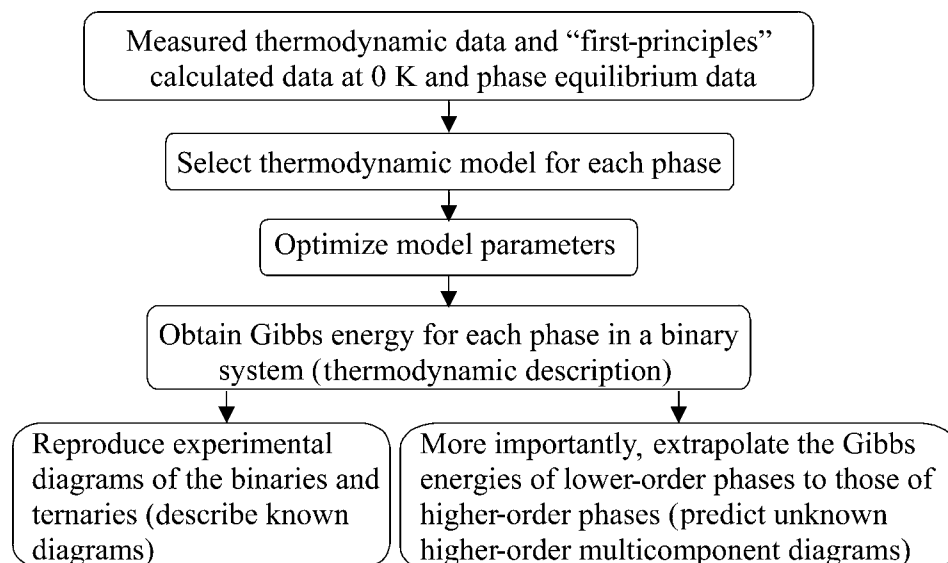 Measured thermodynamic data and “first-principles”
calculated data at 0 K and phase equilibrium data
Select thermodynamic model for each phase
Optimize model parameters
Obtain Gibbs energy for each phase in a binary
system (thermodynamic description)
Reproduce experimental
diagrams of the binaries and
ternaries (describe known
diagrams)
More importantly, extrapolate the Gibbs
energies of lower-order phases to those of
higher-order phases (predict unknown
higher-order multicomponent diagrams)